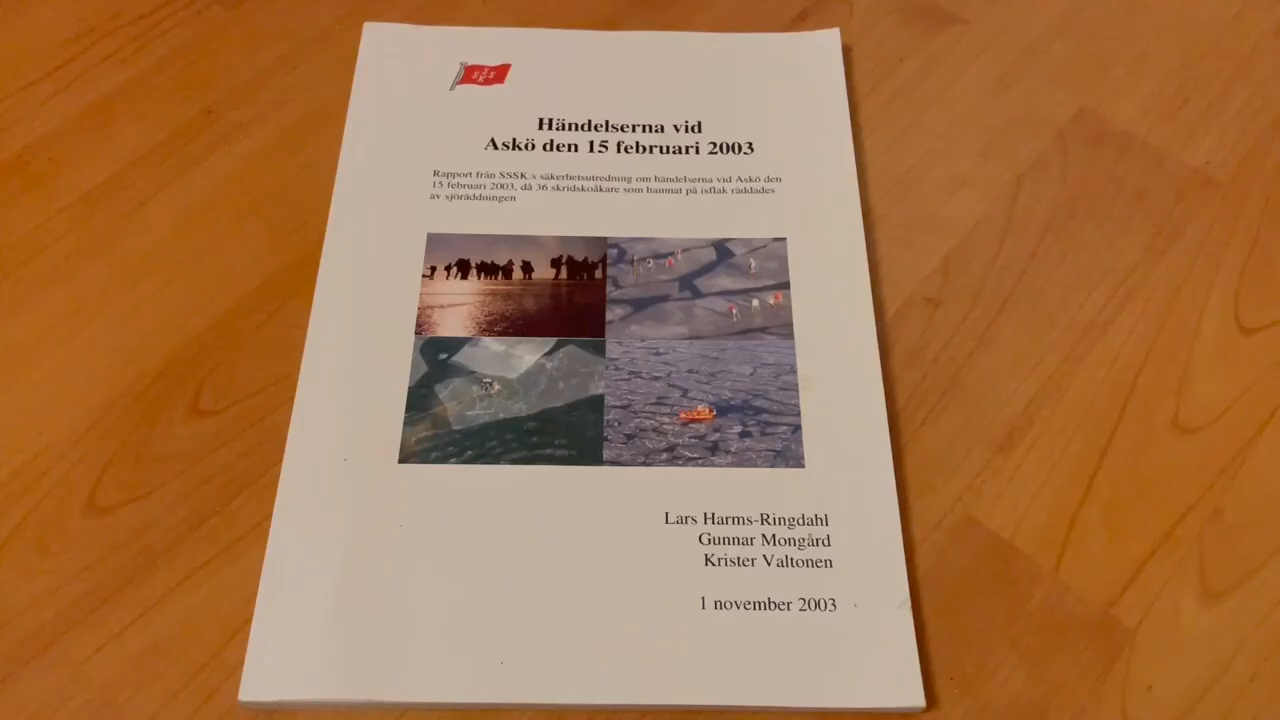 S S S
K
Händelserna vid
Askö den 15 februari 2003
Rapport från SSSK:s säkerhetsutredning om händelserna vid Askö den
15 februari 2003, då 36 skridskoåkare som hamnat på isflak räddades
av sjöräddningen
Lars Harms-Ringdahl
Gunnar Mongård
Krister Valtonen
1 november 2003